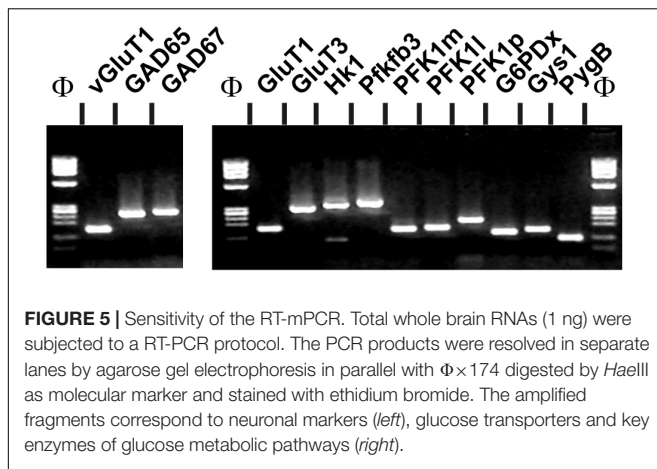 Φ vGluT1 GAD65 GAD67
Φ GluT1 GluT3 Hk1 Pfkfb3 PFK1m PFK1l PFK1p G6PDx Gys1 PygB Φ
FIGURE 5 | Sensitivity of the RT-mPCR. Total whole brain RNAs (1 ng) were
subjected to a RT-PCR protocol. The PCR products were resolved in separate
lanes by agarose gel electrophoresis in parallel with Φ×174 digested by HaeIII
as molecular marker and stained with ethidium bromide. The amplified
fragments correspond to neuronal markers (left), glucose transporters and key
enzymes of glucose metabolic pathways (right).